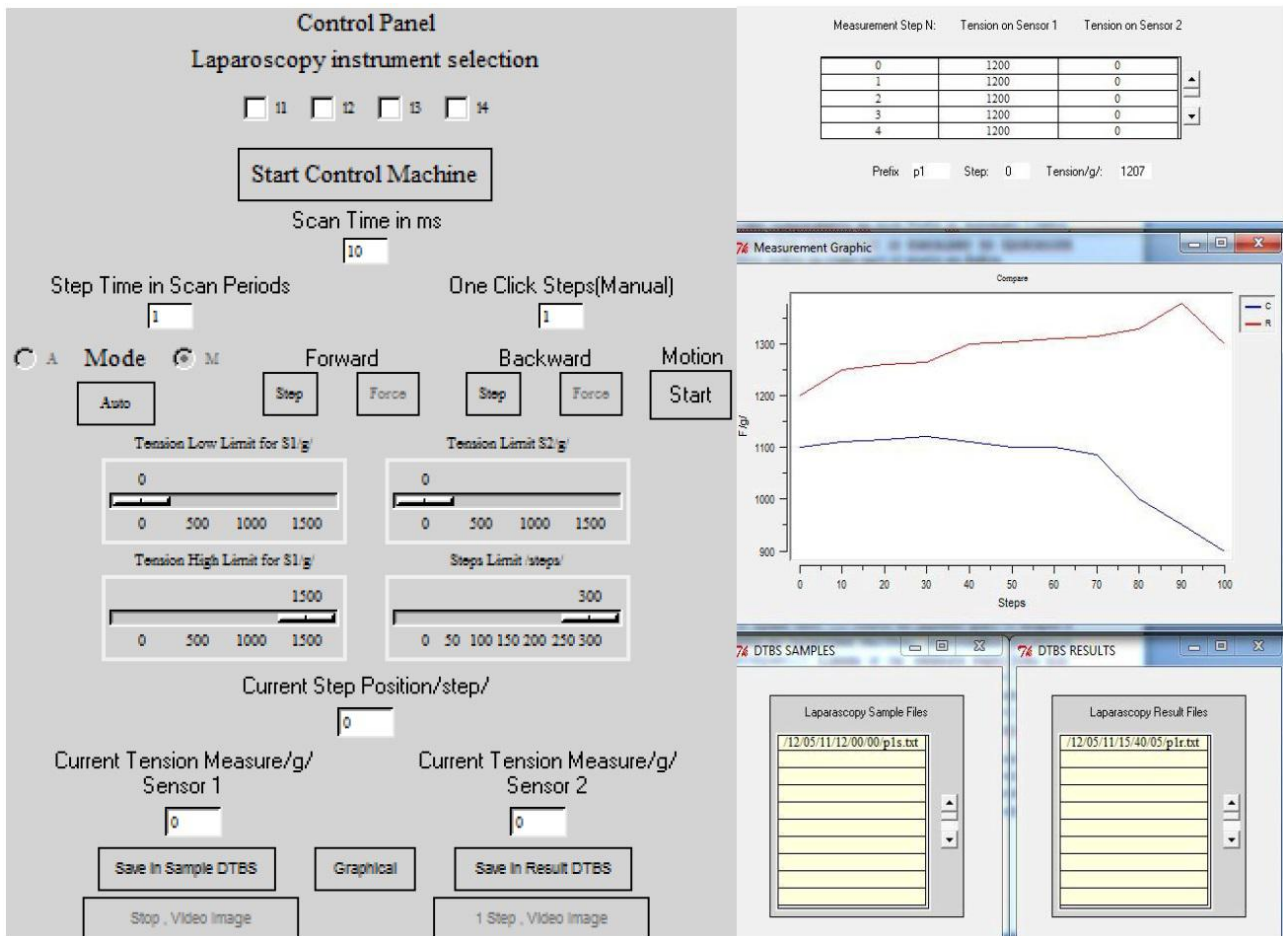 Control Panel
Laparoscopy instrument selection
t1 t2 t3 t4
Start Control Machine
Scan Time in ms
10
Step Time in Scan Periods One Click Steps(Manual)
1 1
A Mode M Forward Backward Motion
Auto Step Force Step Force Start
Tension Low Limit for S1/g/ Tension Limit S2/g/
0 0
0 500 1000 1500 0 500 1000 1500
Tension High Limit for S1/g/ Steps Limit /steps/
1500 300
0 500 1000 1500 0 50 100 150 200 250 300
Current Step Position/step/
0
Current Tension Measure/g/ Current Tension Measure/g/
Sensor 1 Sensor 2
0 0
Save In Sample DTBS Graphical Save In Result DTBS
Stop , Video Image 1 Step , Video Image
Measurement Step N: Tension on Sensor 1 Tension on Sensor 2
0 1200 0
1 1200 0
2 1200 0
3 1200 0
4 1200 0
Prefix p1 Step: 0 Tension/g/: 1207
Measurement Graphic
Compare
C
R
1300
1200
1100
1000
900
F /g/
0 10 20 30 40 50 60 70 80 90 100
Steps
DTBS SAMPLES
Laparascopy Sample Files
/12/05/11/12/00/00/p1s.txt
DTBS RESULTS
Laparascopy Result Files
/12/05/11/15/40/05/p1r.txt